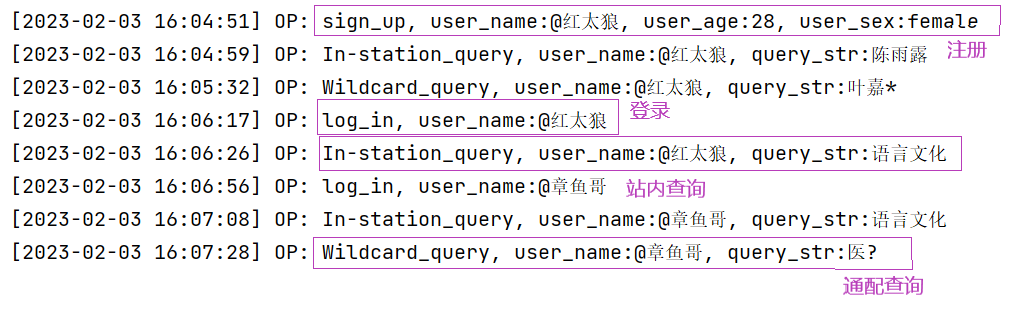 [2023-02-03 16:04:51] OP: sign_up, user_name:@红太狼, user_age:28, user_sex:female
[2023-02-03 16:04:59] OP: In-station_query, user_name:@红太狼, query_str:陈雨露
注册
[2023-02-03 16:05:32] OP: Wildcard_query, user_name:@红太狼, query_str:叶嘉*
[2023-02-03 16:06:17] OP: log_in, user_name:@红太狼
登录
[2023-02-03 16:06:26] OP: In-station_query, user_name:@红太狼, query_str:语言文化
[2023-02-03 16:06:56] OP: log_in, user_name:@章鱼哥
站内查询
[2023-02-03 16:07:08] OP: In-station_query, user_name:@章鱼哥, query_str:语言文化
[2023-02-03 16:07:28] OP: Wildcard_query, user_name:@章鱼哥, query_str:医?
通配查询